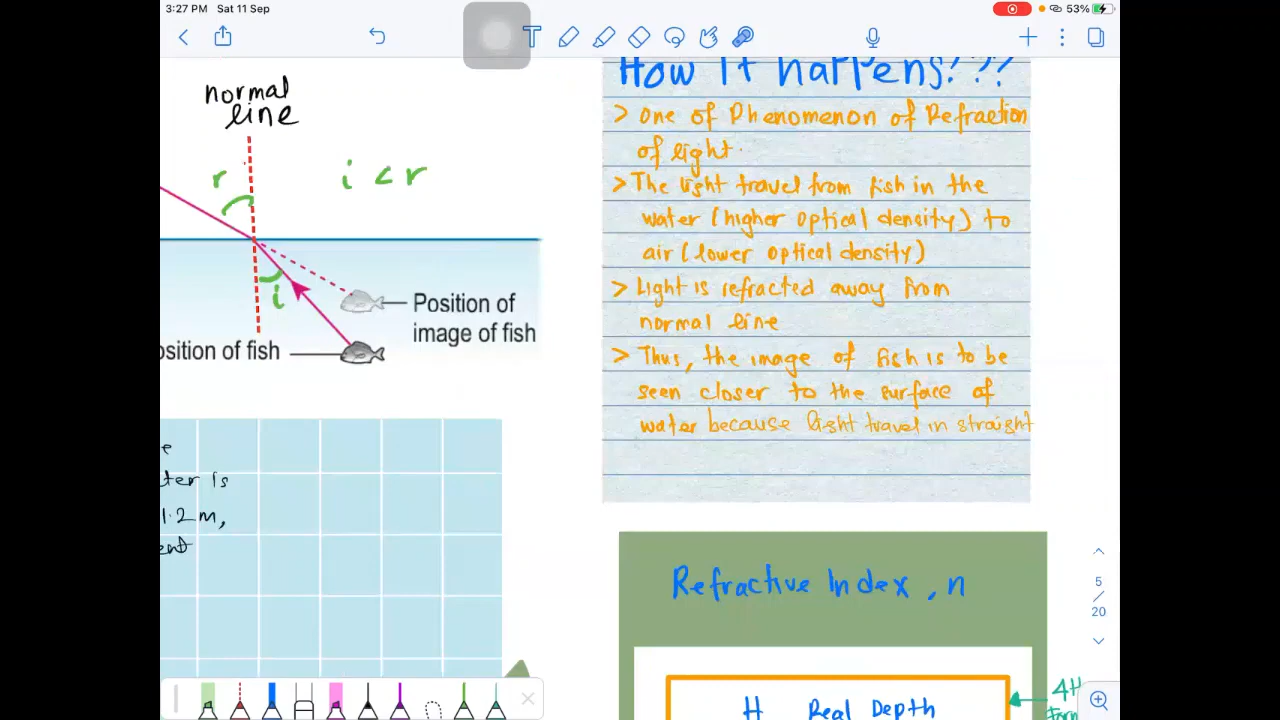 3:27 PM Sat 11 Sep
53%
T
normal
line
r
i < r
i
Position of
image of fish
osition of fish
How it happens???
> One of Phenomenon of Refraction
of light.
> The light travel from fish in the
water (higher optical density) to
air (lower optical density)
> Light is refracted away from
normal line
> Thus, the image of fish is to be
seen closer to the surface of
water because light travel in straight
e
ter is
1.2 m,
ent
Refractive Index, n
H Real Depth
5
/
20